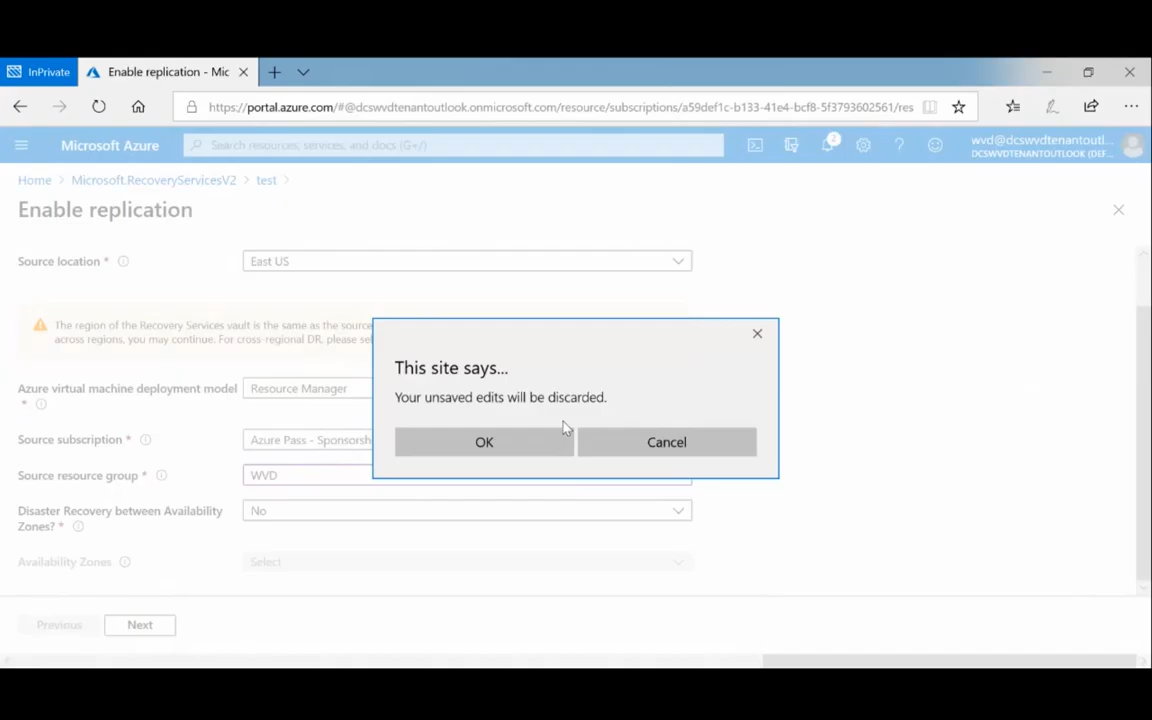 InPrivate
Enable replication - Mic
https://portal.azure.com/#@dcswvdtenantoutlook.onmicrosoft.com/resource/subscriptions/a59def1c-b133-41e4-bcf8-5f3793602561/res
Microsoft Azure
Search resources, services, and docs (G+/)
2
wvd@dcswvdtenantoutl...
DCSWVDTENANTOUTLOOK (DEF...
Home > Microsoft.RecoveryServicesV2 > test >
Enable replication
Source location *
East US
The region of the Recovery Services vault is the same as the source
across regions, you may continue. For cross-regional DR, please sel
This site says...
Your unsaved edits will be discarded.
OK
Cancel
Azure virtual machine deployment model
*
Resource Manager
Source subscription *
Azure Pass - Sponsorsh
Source resource group *
WVD
Disaster Recovery between Availability
Zones? *
No
Availability Zones
Select
Previous
Next